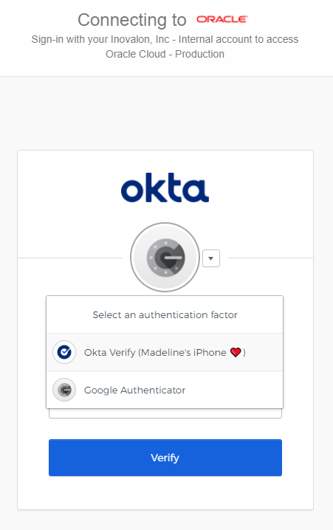 Connecting to ORACLE
Sign-in with your Inovalon, Inc - Internal account to access
Oracle Cloud - Production
okta
Select an authentication factor
Okta Verify (Madeline's iPhone ❤️)
Google Authenticator
Verify